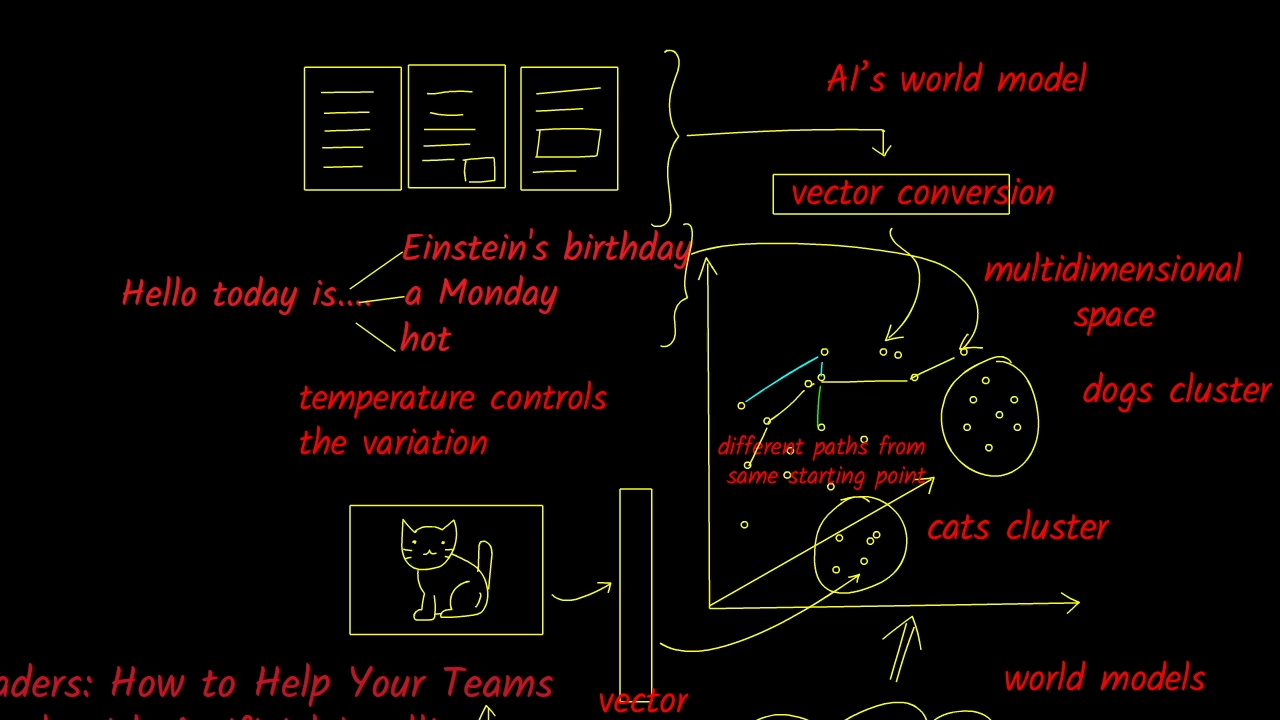 AI's world model
vector conversion
Einstein's birthday
Hello today is....
a Monday
hot
multidimensional
space
temperature controls
the variation
dogs cluster
different paths from
same starting point
cats cluster
aders: How to Help Your Teams
vector
world models